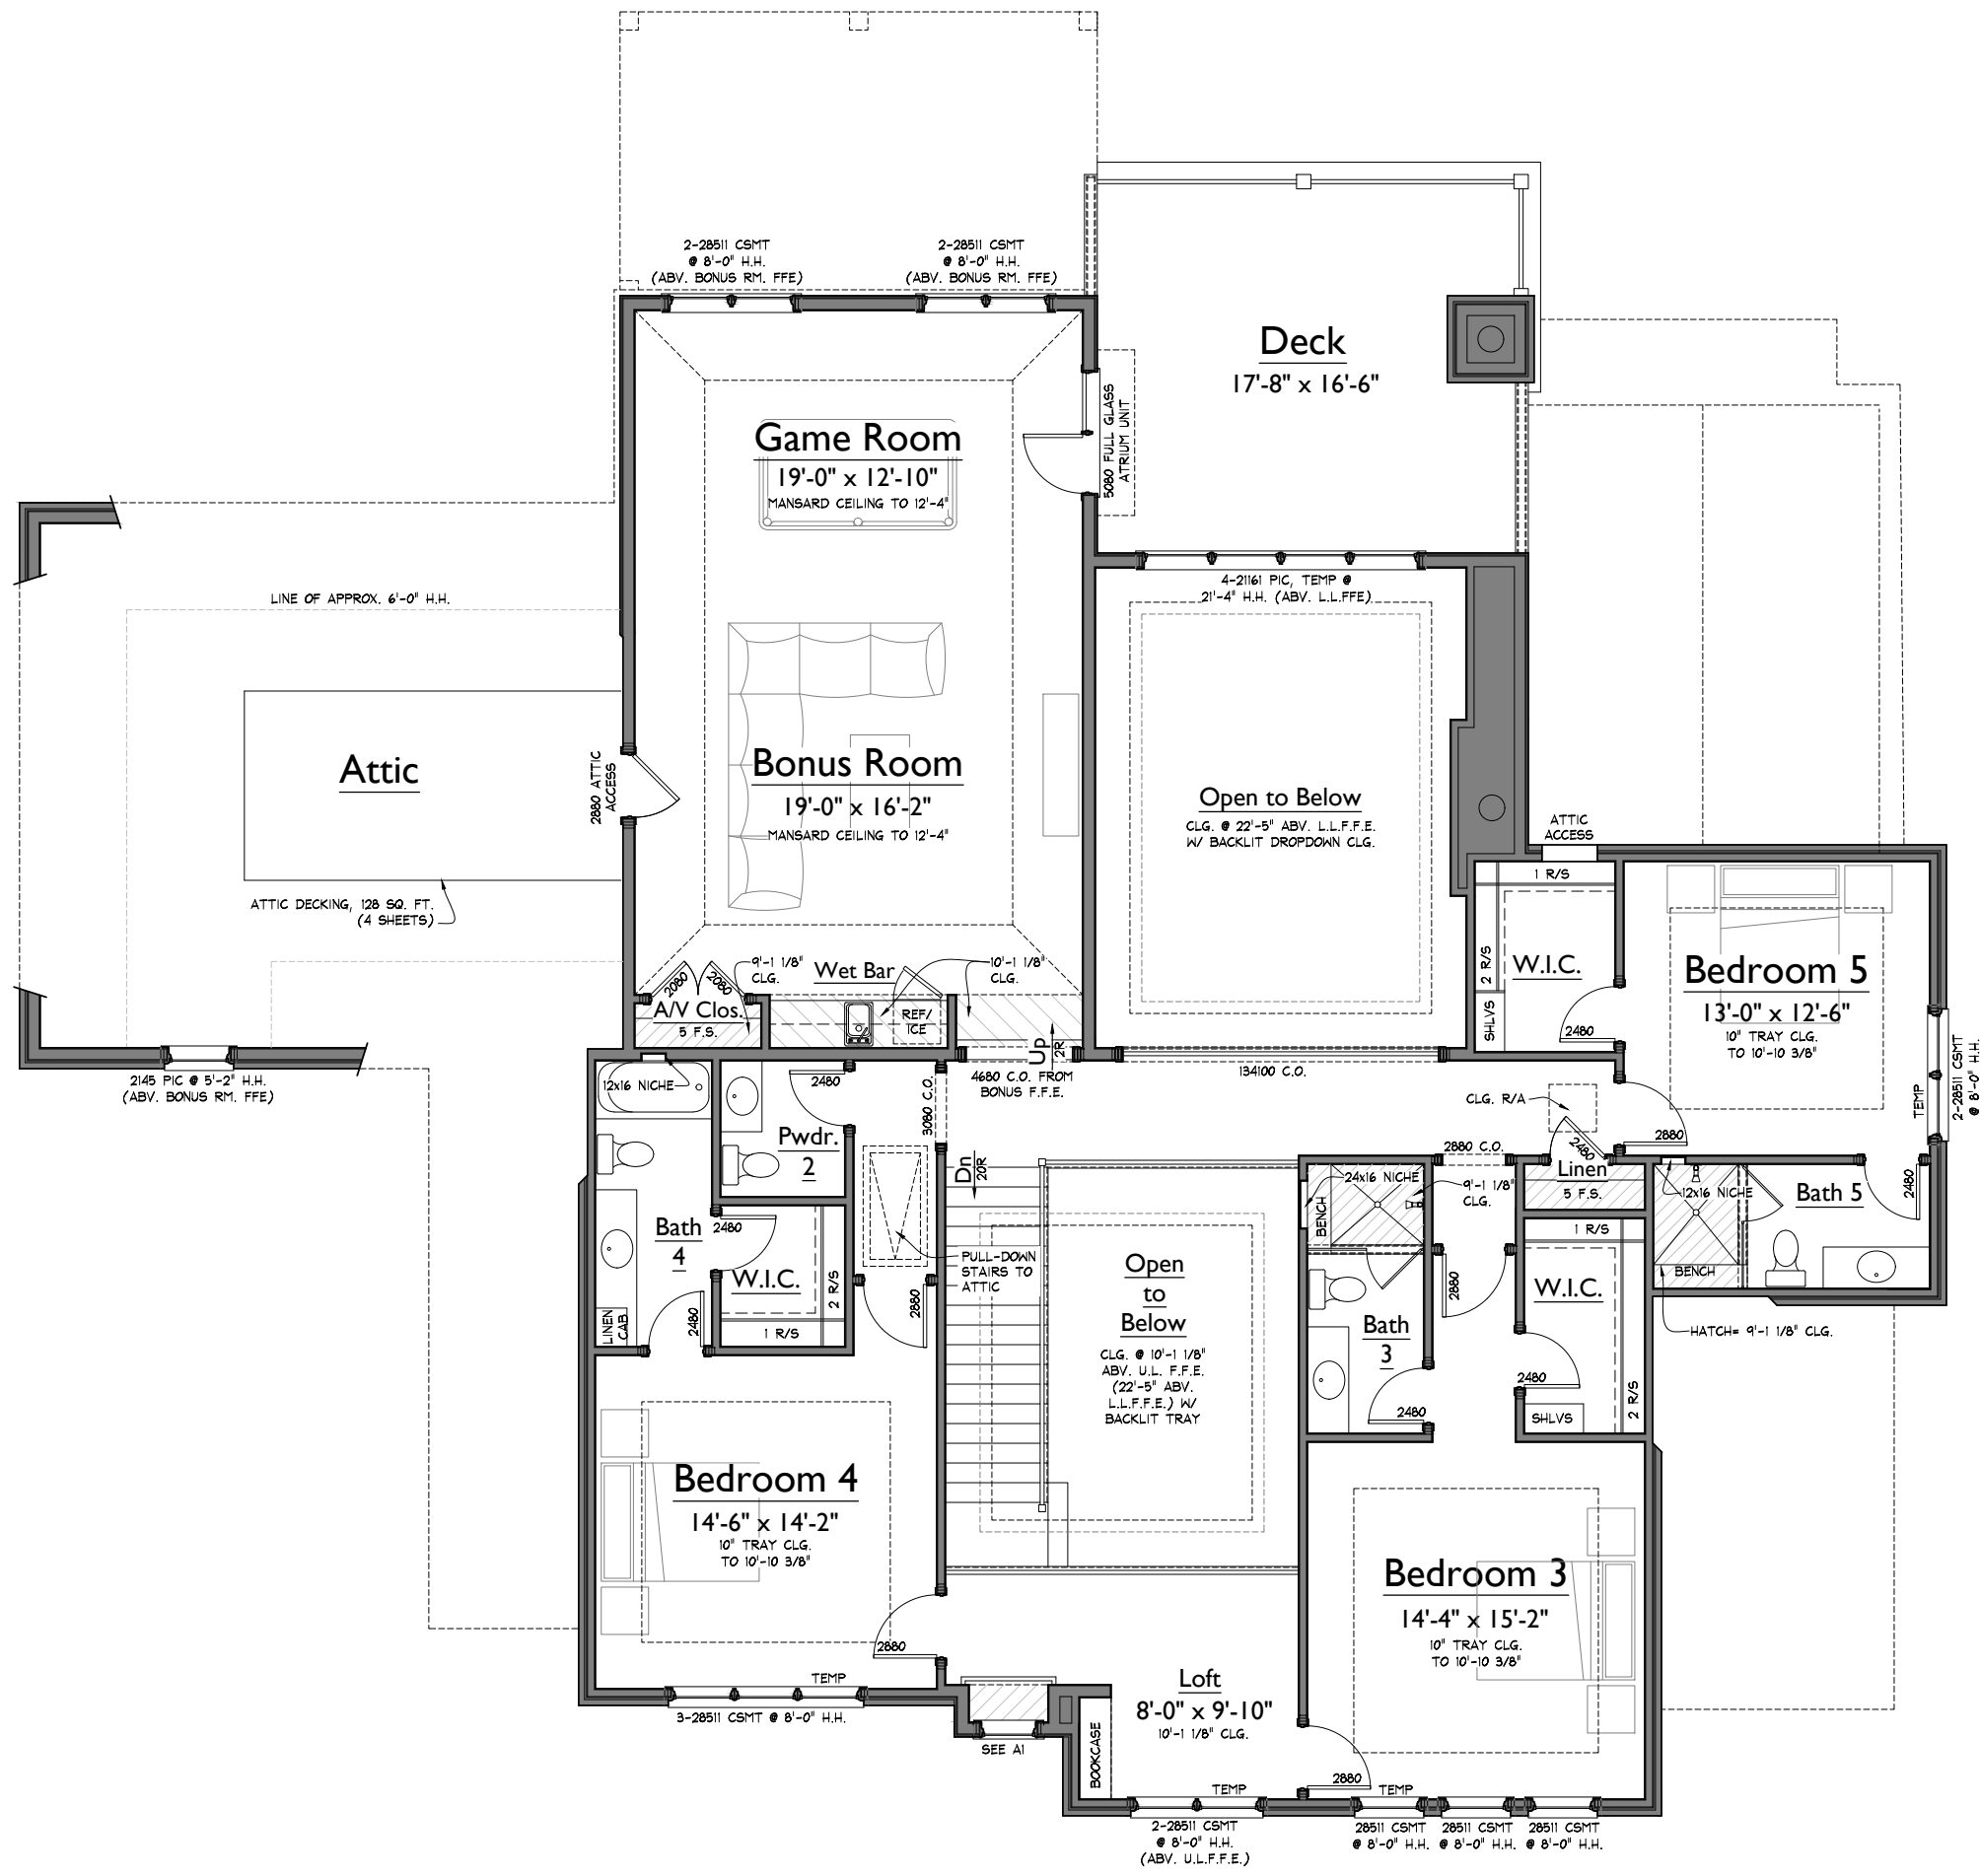 2-28511 CSMT
@ 8'-0" H.H.
(ABV. BONUS RM. FFE)
2-28511 CSMT
@ 8'-0" H.H.
(ABV. BONUS RM. FFE)
Deck
17'-8" x 16'-6"
5080 FULL GLASS
ATRIUM UNIT
Game Room
19'-0" x 12'-10"
MANSARD CEILING TO 12'-4"
LINE OF APPROX. 6'-0" H.H.
4-21161 PIC, TEMP @
21'-4" H.H. (ABV. L.L.FFE)
Attic
2880 ATTIC
ACCESS
Bonus Room
19'-0" x 16'-2"
MANSARD CEILING TO 12'-4"
Open to Below
CLG. @ 22'-5" ABV. L.L.F.F.E.
W/ BACKLIT DROPDOWN CLG.
ATTIC
ACCESS
ATTIC DECKING, 128 SQ. FT.
(4 SHEETS)
1 R/S
2 R/S
W.I.C.
SHLVS
2480
Bedroom 5
13'-0" x 12'-6"
10" TRAY CLG.
TO 10'-10 3/8"
2080
2080
9'-1 1/8"
CLG.
Wet Bar
10'-1 1/8"
CLG.
A/V Clos.
5 F.S.
REF/
ICE
Up
2R
2145 PIC @ 5'-2" H.H.
(ABV. BONUS RM. FFE)
12x16 NICHE
2480
3080 C.O.
4680 C.O. FROM
BONUS F.F.E.
134100 C.O.
CLG. R/A
TEMP
2-28511 CSMT
@ 8'-0" H.H.
Pwdr.
2
Dn
20R
2880 C.O.
2480
2880
Linen
5 F.S.
24x16 NICHE
9'-1 1/8"
CLG.
BENCH
12x16 NICHE
Bath 5
2480
Bath
4
2480
W.I.C.
2 R/S
1 R/S
PULL-DOWN
STAIRS TO
ATTIC
2880
LINEN
CAB.
2480
Open
to
Below
CLG. @ 10'-1 1/8"
ABV. U.L. F.F.E.
(22'-5" ABV.
L.L.F.F.E.) W/
BACKLIT TRAY
2880
1 R/S
W.I.C.
BENCH
HATCH= 9'-1 1/8" CLG.
Bath
3
2480
2480
SHLVS
2 R/S
Bedroom 4
14'-6" x 14'-2"
10" TRAY CLG.
TO 10'-10 3/8"
Bedroom 3
14'-4" x 15'-2"
10" TRAY CLG.
TO 10'-10 3/8"
2880
TEMP
3-28511 CSMT @ 8'-0" H.H.
Loft
8'-0" x 9'-10"
10'-1 1/8" CLG.
SEE A1
BOOKCASE
2880
TEMP
TEMP
2-28511 CSMT
@ 8'-0" H.H.
(ABV. U.L.F.F.E.)
28511 CSMT
@ 8'-0" H.H.
28511 CSMT
@ 8'-0" H.H.
28511 CSMT
@ 8'-0" H.H.